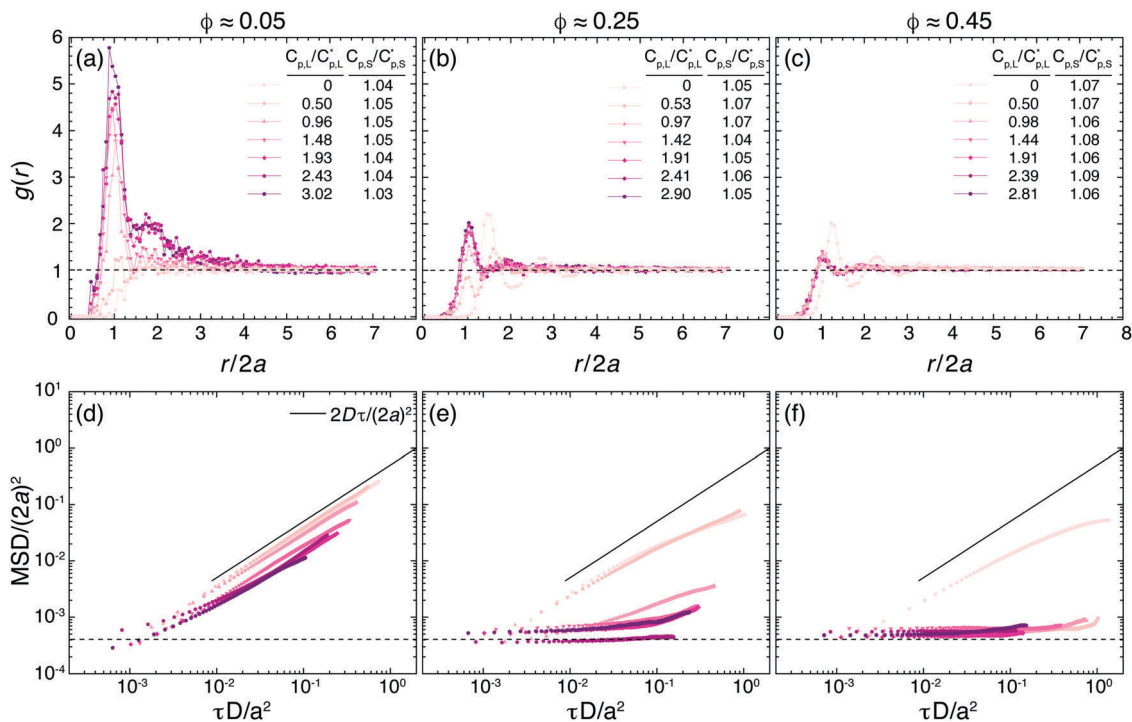 ϕ ≈ 0.05 ϕ ≈ 0.25 ϕ ≈ 0.45
(a)
C_{p,L}/C*_{p,L} C_{p,S}/C*_{p,S}
0 1.04
0.50 1.05
0.96 1.05
1.48 1.05
1.93 1.04
2.43 1.04
3.02 1.03
g(r)
6
5
4
3
2
1
0
0 1 2 3 4 5 6 7
r/2a
(b)
C_{p,L}/C*_{p,L} C_{p,S}/C*_{p,S}
0 1.05
0.53 1.07
0.97 1.07
1.42 1.04
1.91 1.05
2.41 1.06
2.90 1.05
0 1 2 3 4 5 6 7
r/2a
(c)
C_{p,L}/C*_{p,L} C_{p,S}/C*_{p,S}
0 1.07
0.50 1.07
0.98 1.06
1.44 1.08
1.91 1.06
2.39 1.09
2.81 1.06
0 1 2 3 4 5 6 7 8
r/2a
(d)
2Dτ/(2a)²
MSD/(2a)²
10¹
10⁰
10⁻¹
10⁻²
10⁻³
10⁻⁴
10⁻³ 10⁻² 10⁻¹ 10⁰
τD/a²
(e)
10⁻³ 10⁻² 10⁻¹ 10⁰
τD/a²
(f)
10⁻³ 10⁻² 10⁻¹ 10⁰
τD/a²